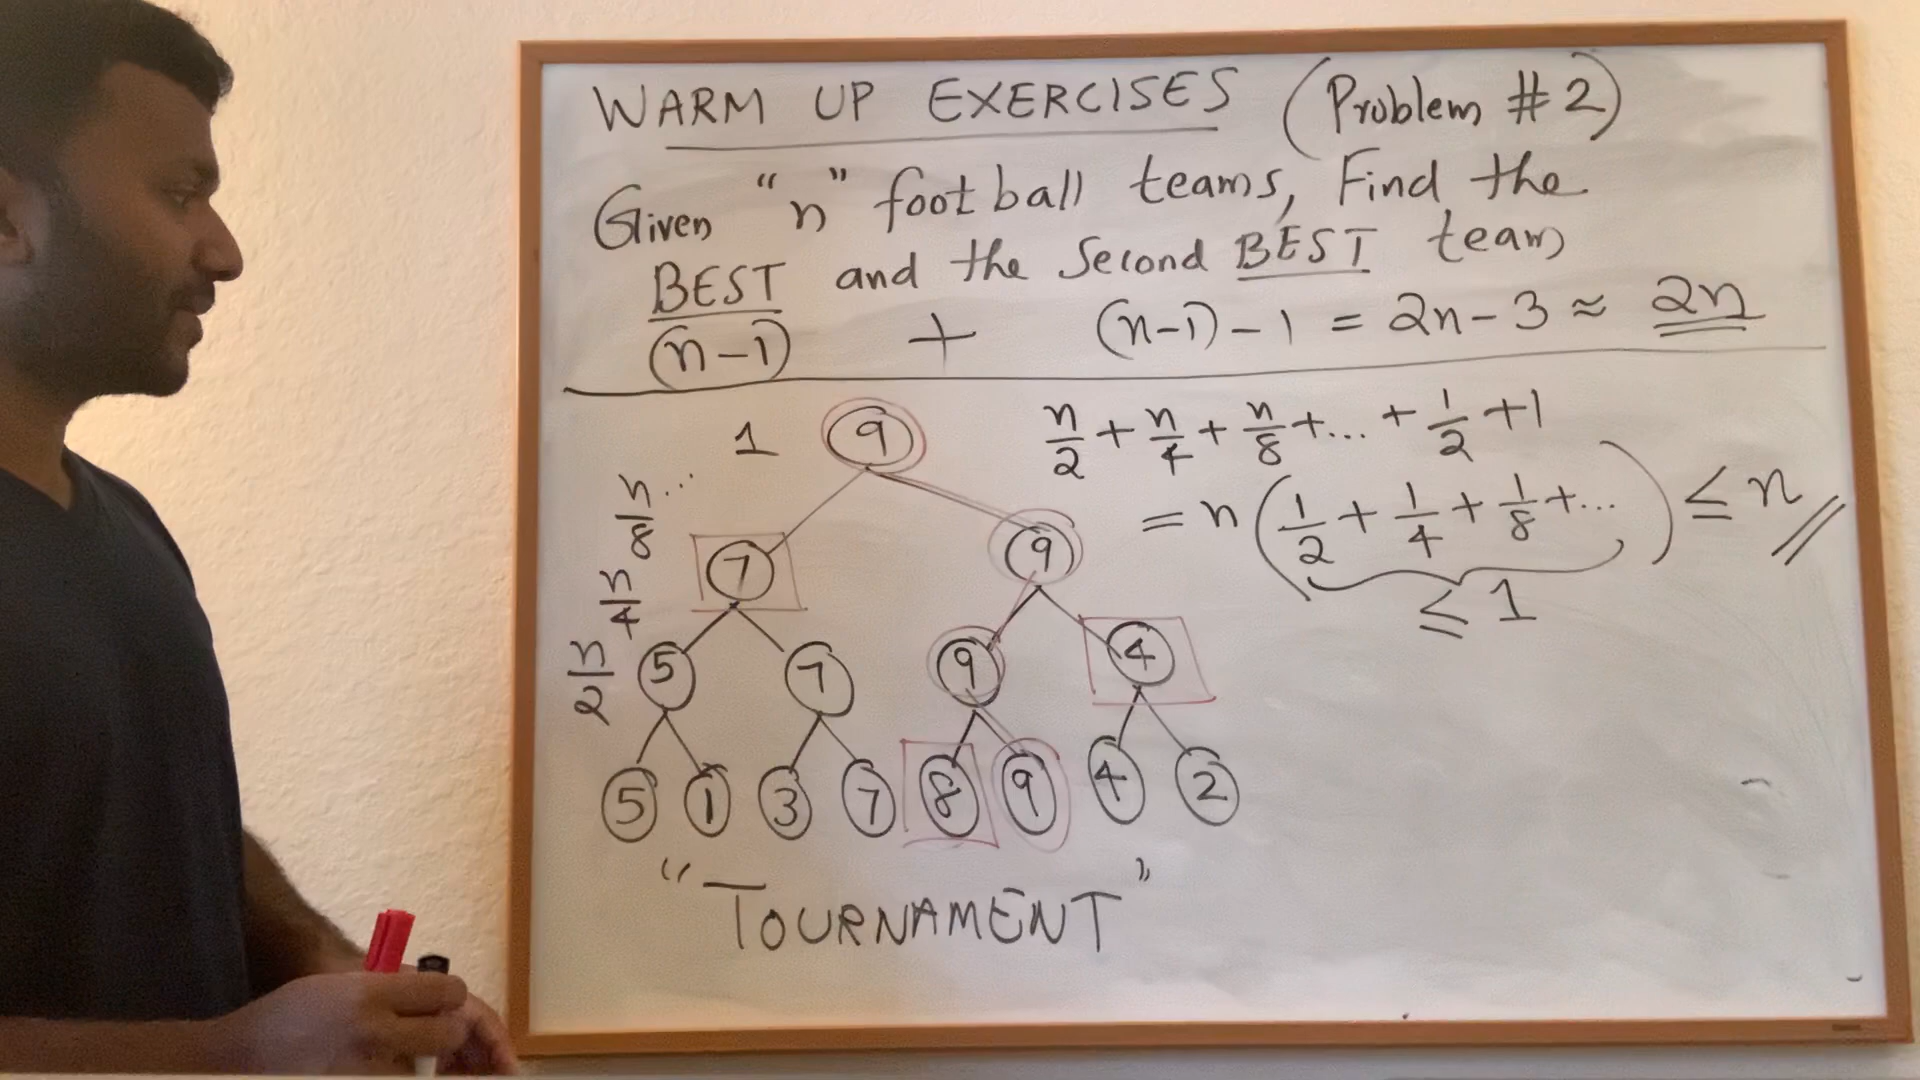 WARM UP EXERCISES (Problem #2)
Given "n" football teams, Find the
BEST and the Second BEST team
(n-1) + (n-1)-1 = 2n-3 ≈ 2n
1 9
n/2 + n/4 + n/8 + ... + 1/2 + 1
n/8 ...
= n (1/2 + 1/4 + 1/8 + ...) ≤ n
≤ 1
7 9
n/4
n/2
5 7 9 4
5 1 3 7 8 9 4 2
"TOURNAMENT"